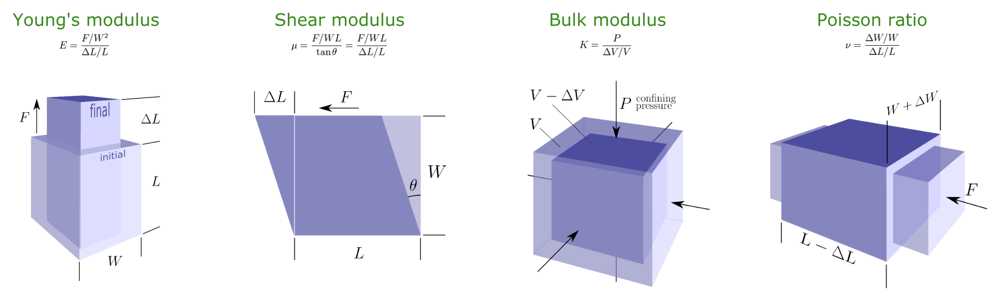 Young's modulus
E = F/W² / ΔL/L
F
final
ΔL
initial
L
W
Shear modulus
μ = F/WL / tan θ = F/WL / ΔL/L
ΔL
F
W
θ
L
Bulk modulus
K = P / ΔV/V
V − ΔV
V
P confining
pressure
Poisson ratio
ν = ΔW/W / ΔL/L
W + ΔW
F
L − ΔL